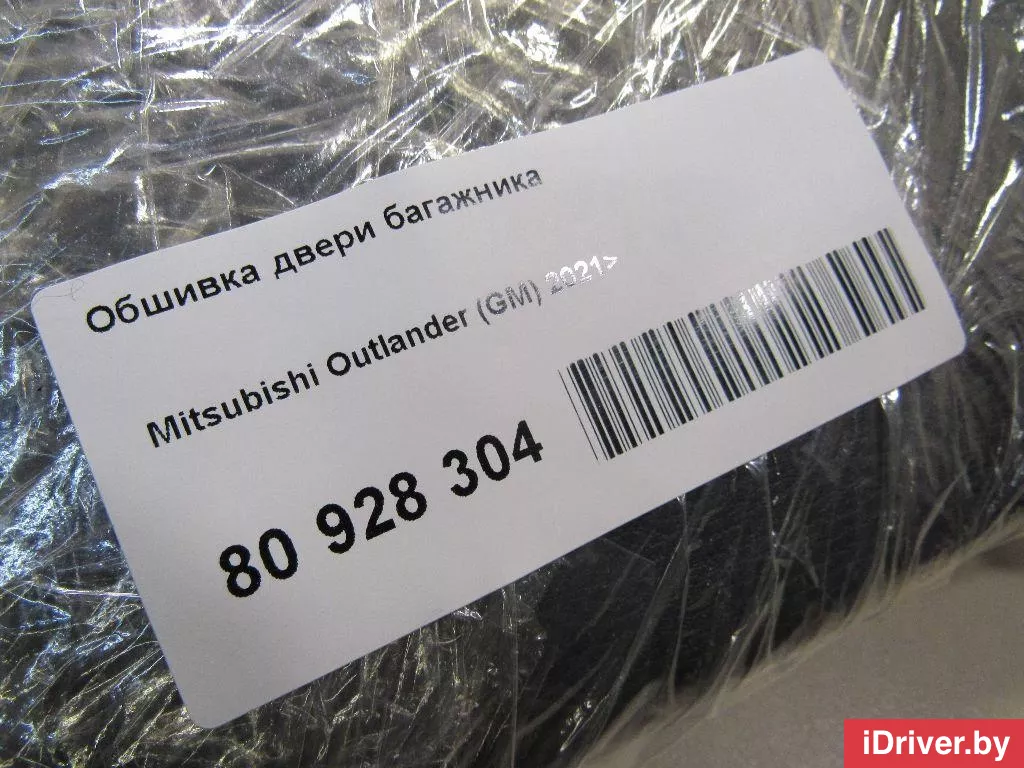 Обшивка двери багажника
Mitsubishi Outlander (GM) 2021>
80 928 304
iDriver.by